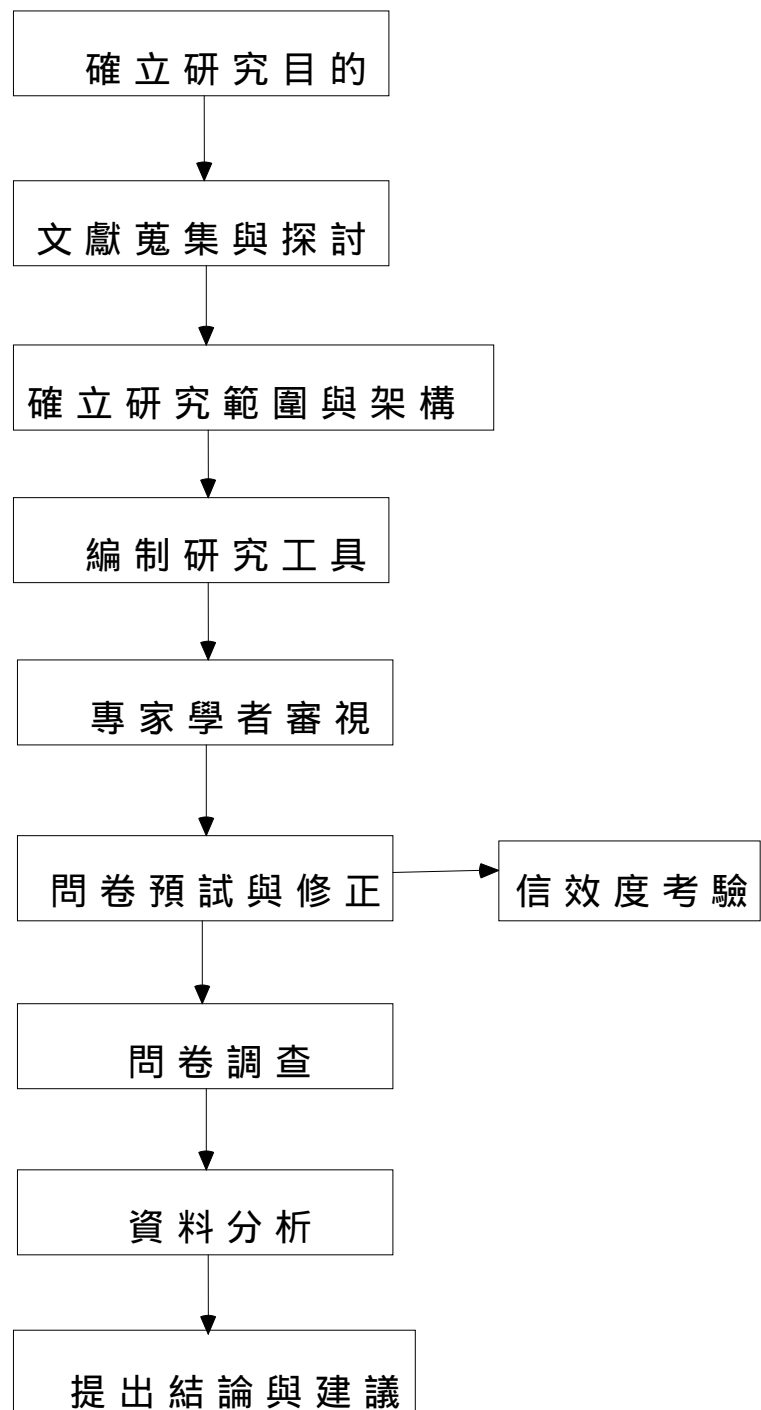 確立研究目的
文獻蒐集與探討
確立研究範圍與架構
編制研究工具
專家學者審視
問卷預試與修正
信效度考驗
問卷調查
資料分析
提出結論與建議